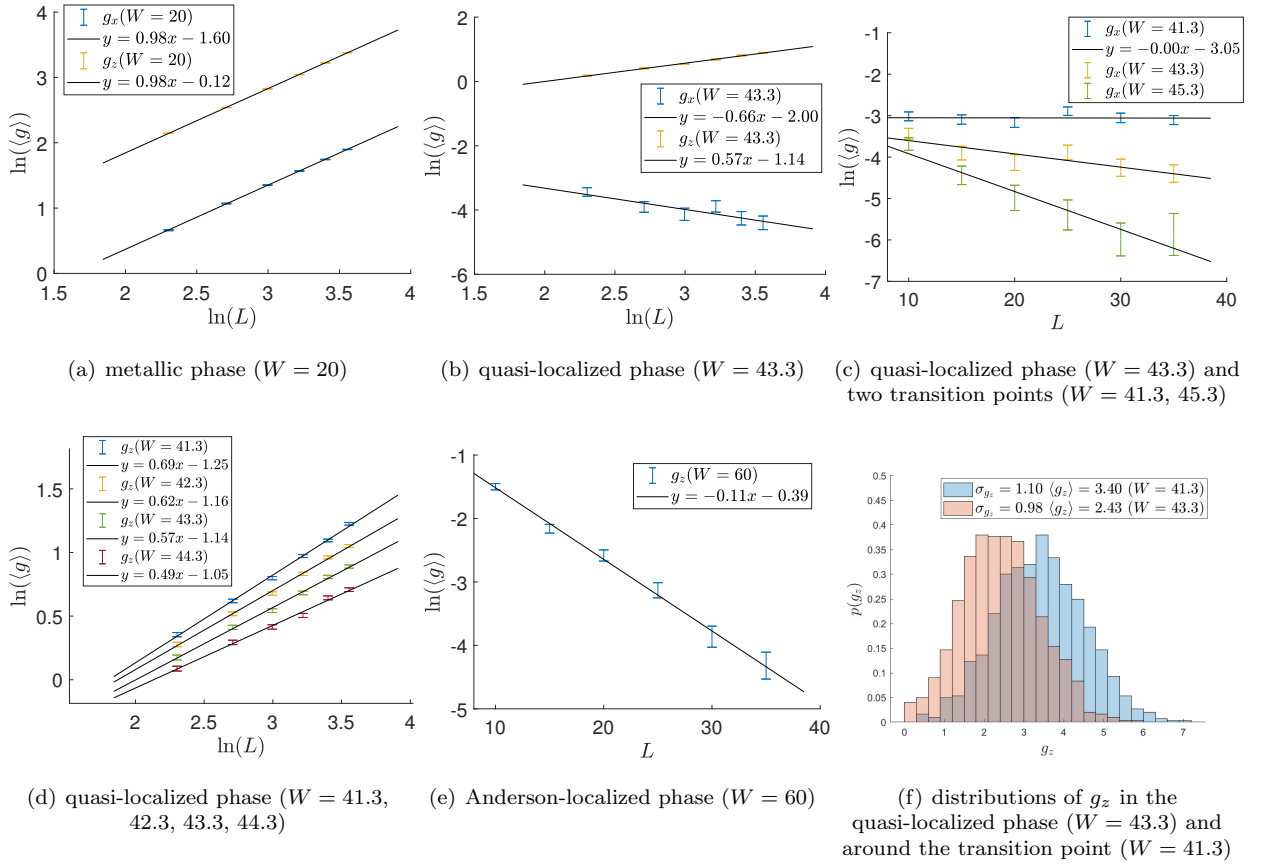 ln(⟨g⟩)
4
3
2
1
0
1.5
2
2.5
3
3.5
4
ln(L)
g_x(W = 20)
y = 0.98x − 1.60
g_z(W = 20)
y = 0.98x − 0.12
(a) metallic phase (W = 20)
ln(⟨g⟩)
2
0
-2
-4
-6
1.5
2
2.5
3
3.5
4
ln(L)
g_x(W = 43.3)
y = −0.66x − 2.00
g_z(W = 43.3)
y = 0.57x − 1.14
(b) quasi-localized phase (W = 43.3)
ln(⟨g⟩)
-1
-2
-3
-4
-5
-6
-7
10
20
30
40
L
g_x(W = 41.3)
y = −0.00x − 3.05
g_x(W = 43.3)
g_x(W = 45.3)
(c) quasi-localized phase (W = 43.3) and
two transition points (W = 41.3, 45.3)
ln(⟨g⟩)
1.5
1
0.5
0
2
2.5
3
3.5
4
ln(L)
g_z(W = 41.3)
y = 0.69x − 1.25
g_z(W = 42.3)
y = 0.62x − 1.16
g_z(W = 43.3)
y = 0.57x − 1.14
g_z(W = 44.3)
y = 0.49x − 1.05
(d) quasi-localized phase (W = 41.3,
42.3, 43.3, 44.3)
ln(⟨g⟩)
-1
-2
-3
-4
-5
10
20
30
40
L
g_z(W = 60)
y = −0.11x − 0.39
(e) Anderson-localized phase (W = 60)
p(g_z)
0.5
0.45
0.4
0.35
0.3
0.25
0.2
0.15
0.1
0.05
0
0
1
2
3
4
5
6
7
g_z
σ_{g_z} = 1.10 ⟨g_z⟩ = 3.40 (W = 41.3)
σ_{g_z} = 0.98 ⟨g_z⟩ = 2.43 (W = 43.3)
(f) distributions of g_z in the
quasi-localized phase (W = 43.3) and
around the transition point (W = 41.3)